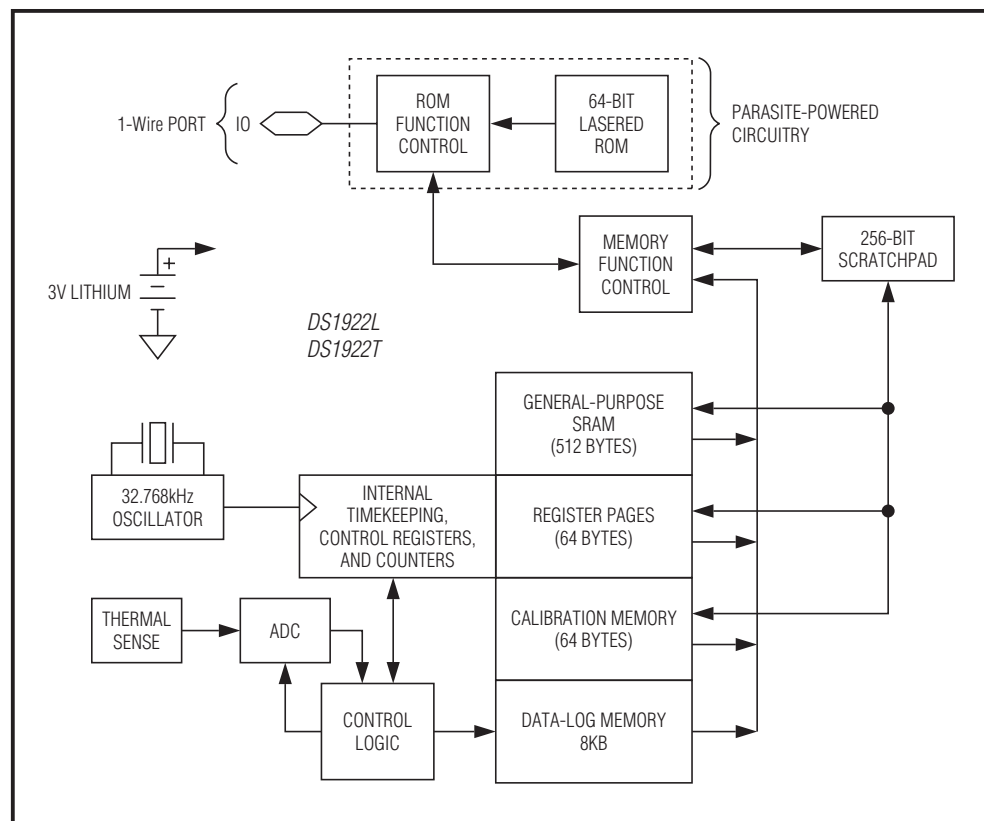 1-Wire PORT
IO
ROM
FUNCTION
CONTROL
64-BIT
LASERED
ROM
PARASITE-POWERED
CIRCUITRY
MEMORY
FUNCTION
CONTROL
256-BIT
SCRATCHPAD
+
3V LITHIUM
DS1922L
DS1922T
GENERAL-PURPOSE
SRAM
(512 BYTES)
32.768kHz
OSCILLATOR
INTERNAL
TIMEKEEPING,
CONTROL REGISTERS,
AND COUNTERS
REGISTER PAGES
(64 BYTES)
THERMAL
SENSE
ADC
CALIBRATION MEMORY
(64 BYTES)
CONTROL
LOGIC
DATA-LOG MEMORY
8KB